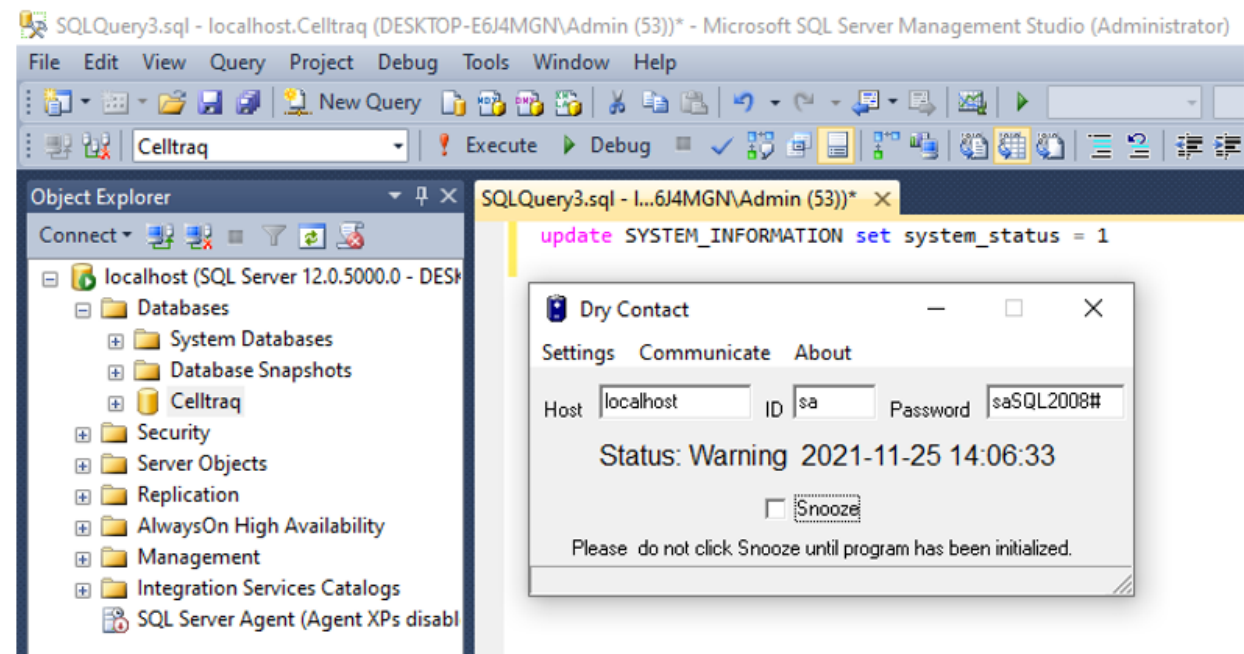 SQLQuery3.sql - localhost.Celltraq (DESKTOP-E6J4MGN\Admin (53))* - Microsoft SQL Server Management Studio (Administrator)
File Edit View Query Project Debug Tools Window Help
New Query
Celltraq
Execute Debug
Object Explorer
SQLQuery3.sql - l...6J4MGN\Admin (53))*
Connect
update SYSTEM_INFORMATION set system_status = 1
localhost (SQL Server 12.0.5000.0 - DESK
Databases
System Databases
Database Snapshots
Celltraq
Security
Server Objects
Replication
AlwaysOn High Availability
Management
Integration Services Catalogs
SQL Server Agent (Agent XPs disabl
Dry Contact
Settings Communicate About
Host localhost ID sa Password saSQL2008#
Status: Warning 2021-11-25 14:06:33
Snooze
Please do not click Snooze until program has been initialized.